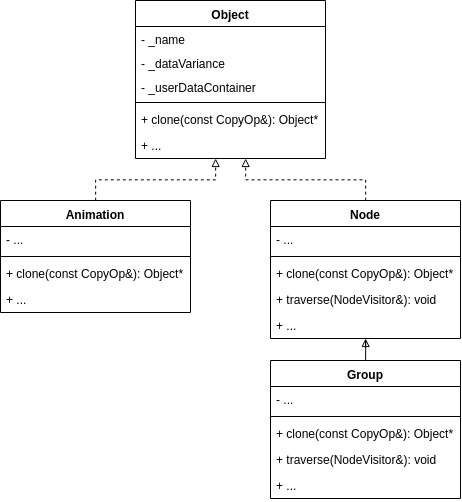 Object
- _name
- _dataVariance
- _userDataContainer
+ clone(const CopyOp&): Object*
+ ...
Animation
- ...
+ clone(const CopyOp&): Object*
+ ...
Node
- ...
+ clone(const CopyOp&): Object*
+ traverse(NodeVisitor&): void
+ ...
Group
- ...
+ clone(const CopyOp&): Object*
+ traverse(NodeVisitor&): void
+ ...